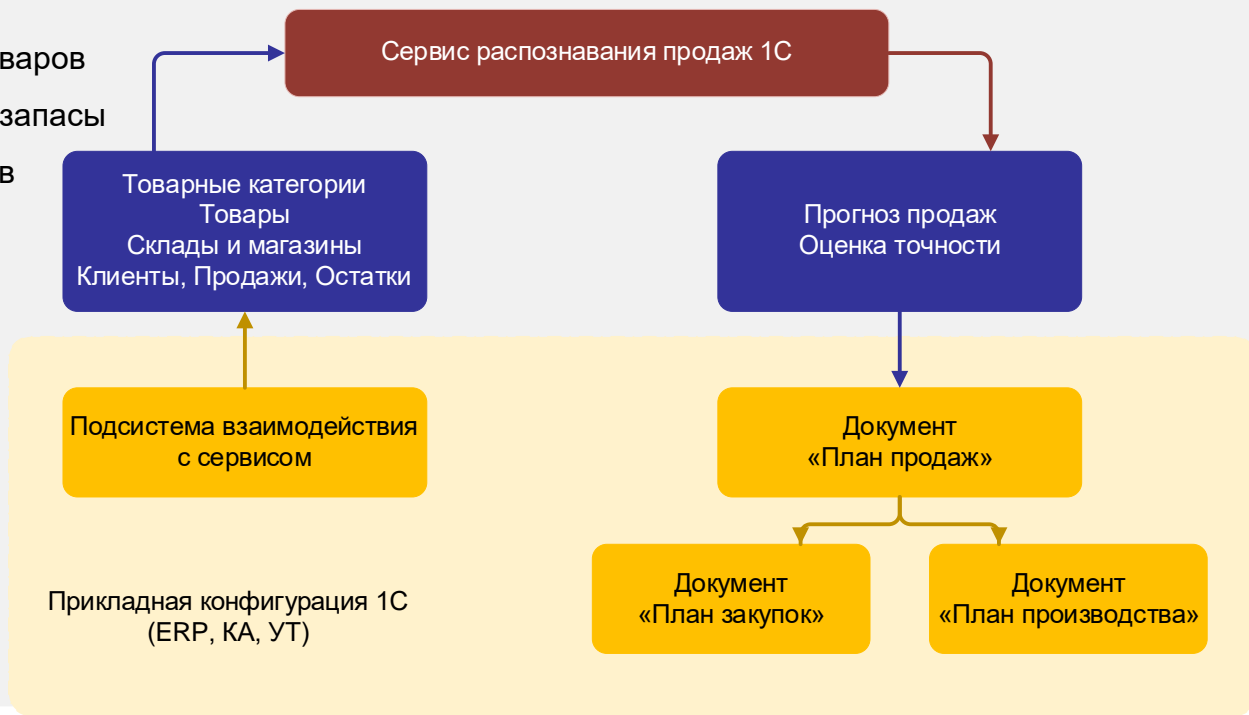 Сервис распознавания продаж 1С
варов
запасы
в
Товарные категории
Товары
Склады и магазины
Клиенты, Продажи, Остатки
Прогноз продаж
Оценка точности
Подсистема взаимодействия
с сервисом
Документ
«План продаж»
Прикладная конфигурация 1С
(ERP, КА, УТ)
Документ
«План закупок»
Документ
«План производства»